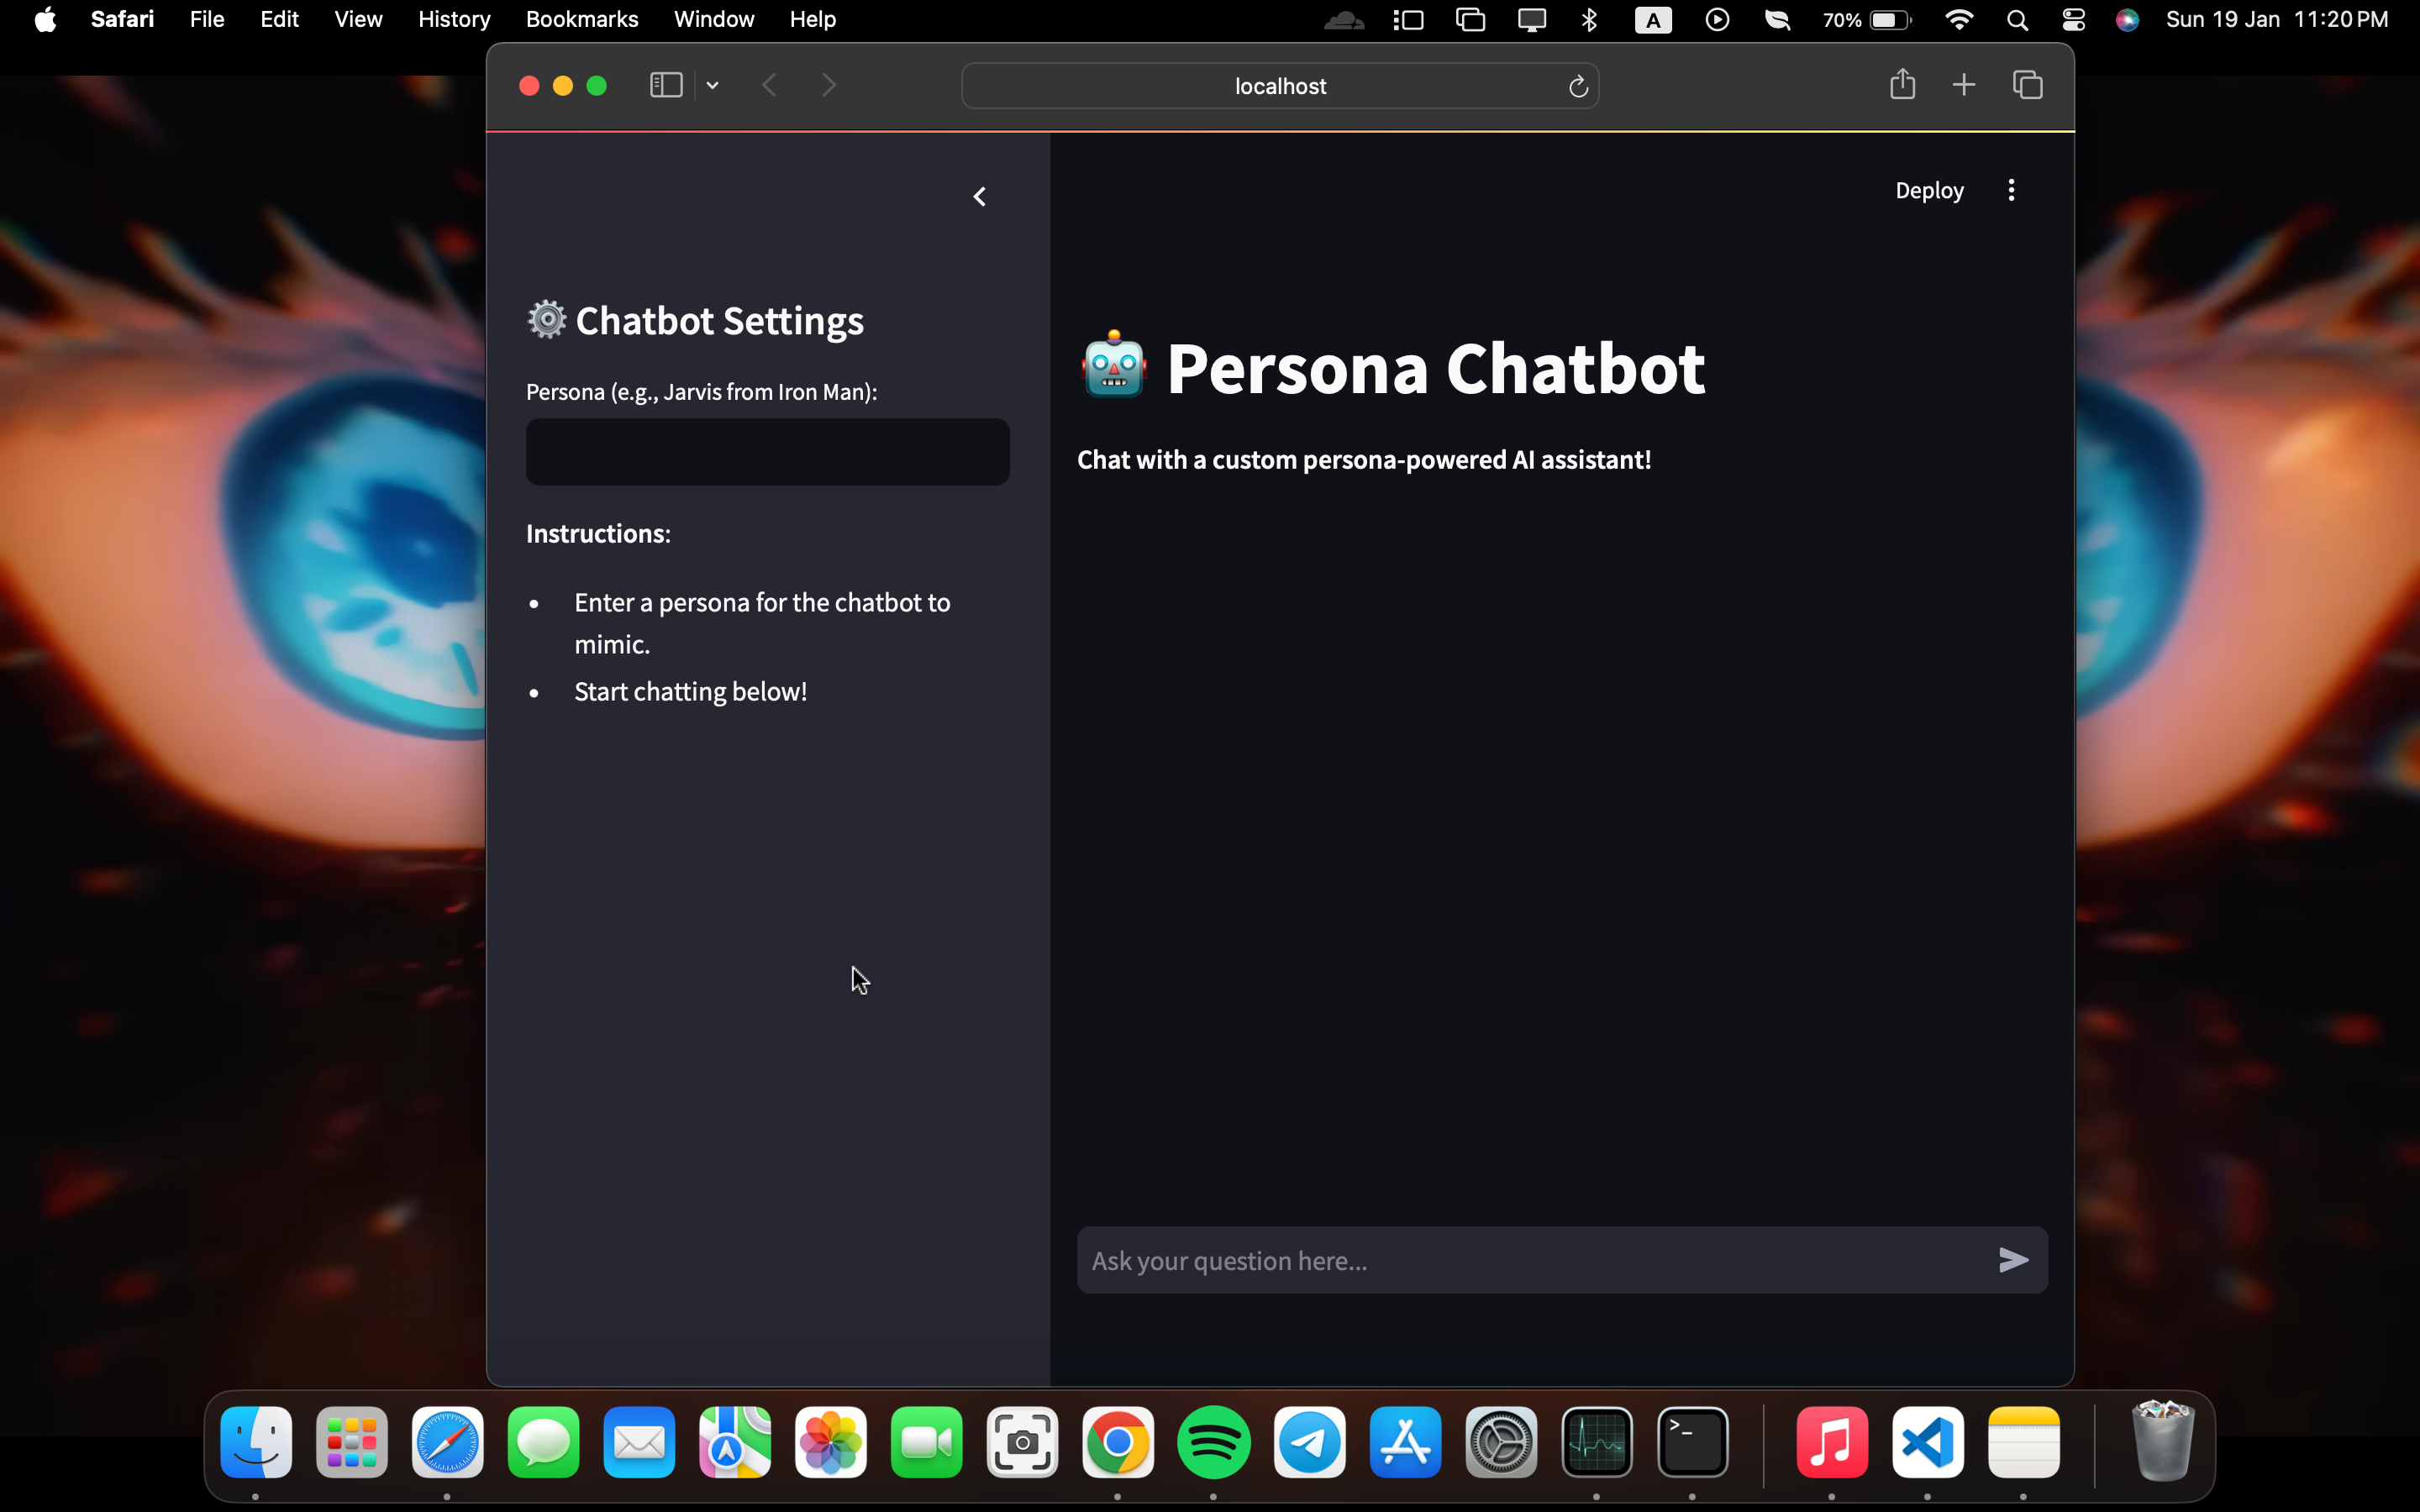 Safari File Edit View History Bookmarks Window Help A 70% Sun 19 Jan 11:20 PM
localhost
Deploy
⚙️ Chatbot Settings
Persona (e.g., Jarvis from Iron Man):
Instructions:
• Enter a persona for the chatbot to
mimic.
• Start chatting below!
🤖 Persona Chatbot
Chat with a custom persona-powered AI assistant!
Ask your question here...
>_